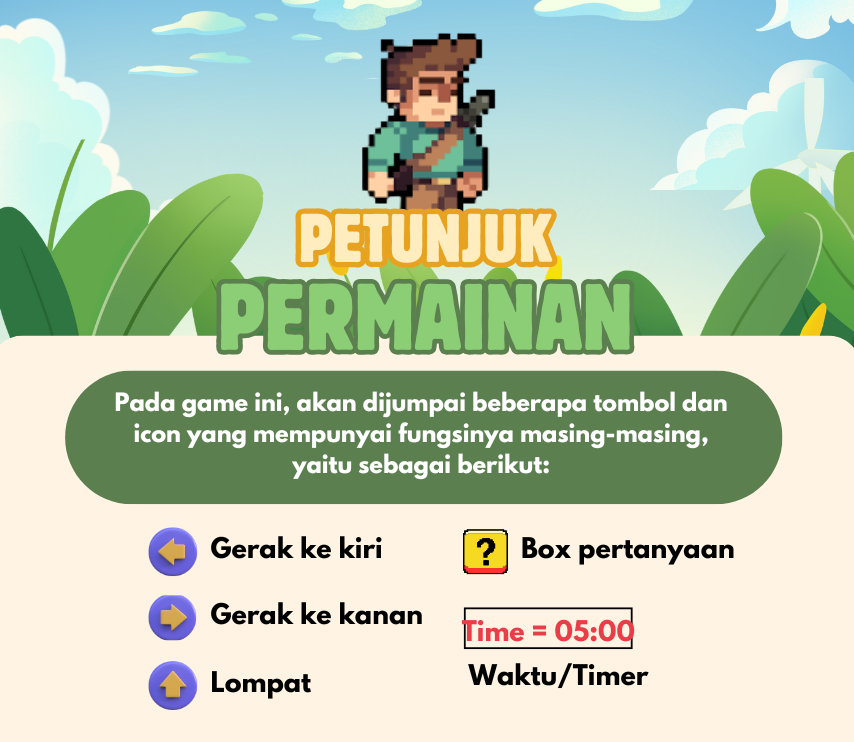 PETUNJUK
PERMAINAN
Pada game ini, akan dijumpai beberapa tombol dan
icon yang mempunyai fungsinya masing-masing,
yaitu sebagai berikut:
Gerak ke kiri
Gerak ke kanan
Lompat
? Box pertanyaan
Time = 05:00
Waktu/Timer